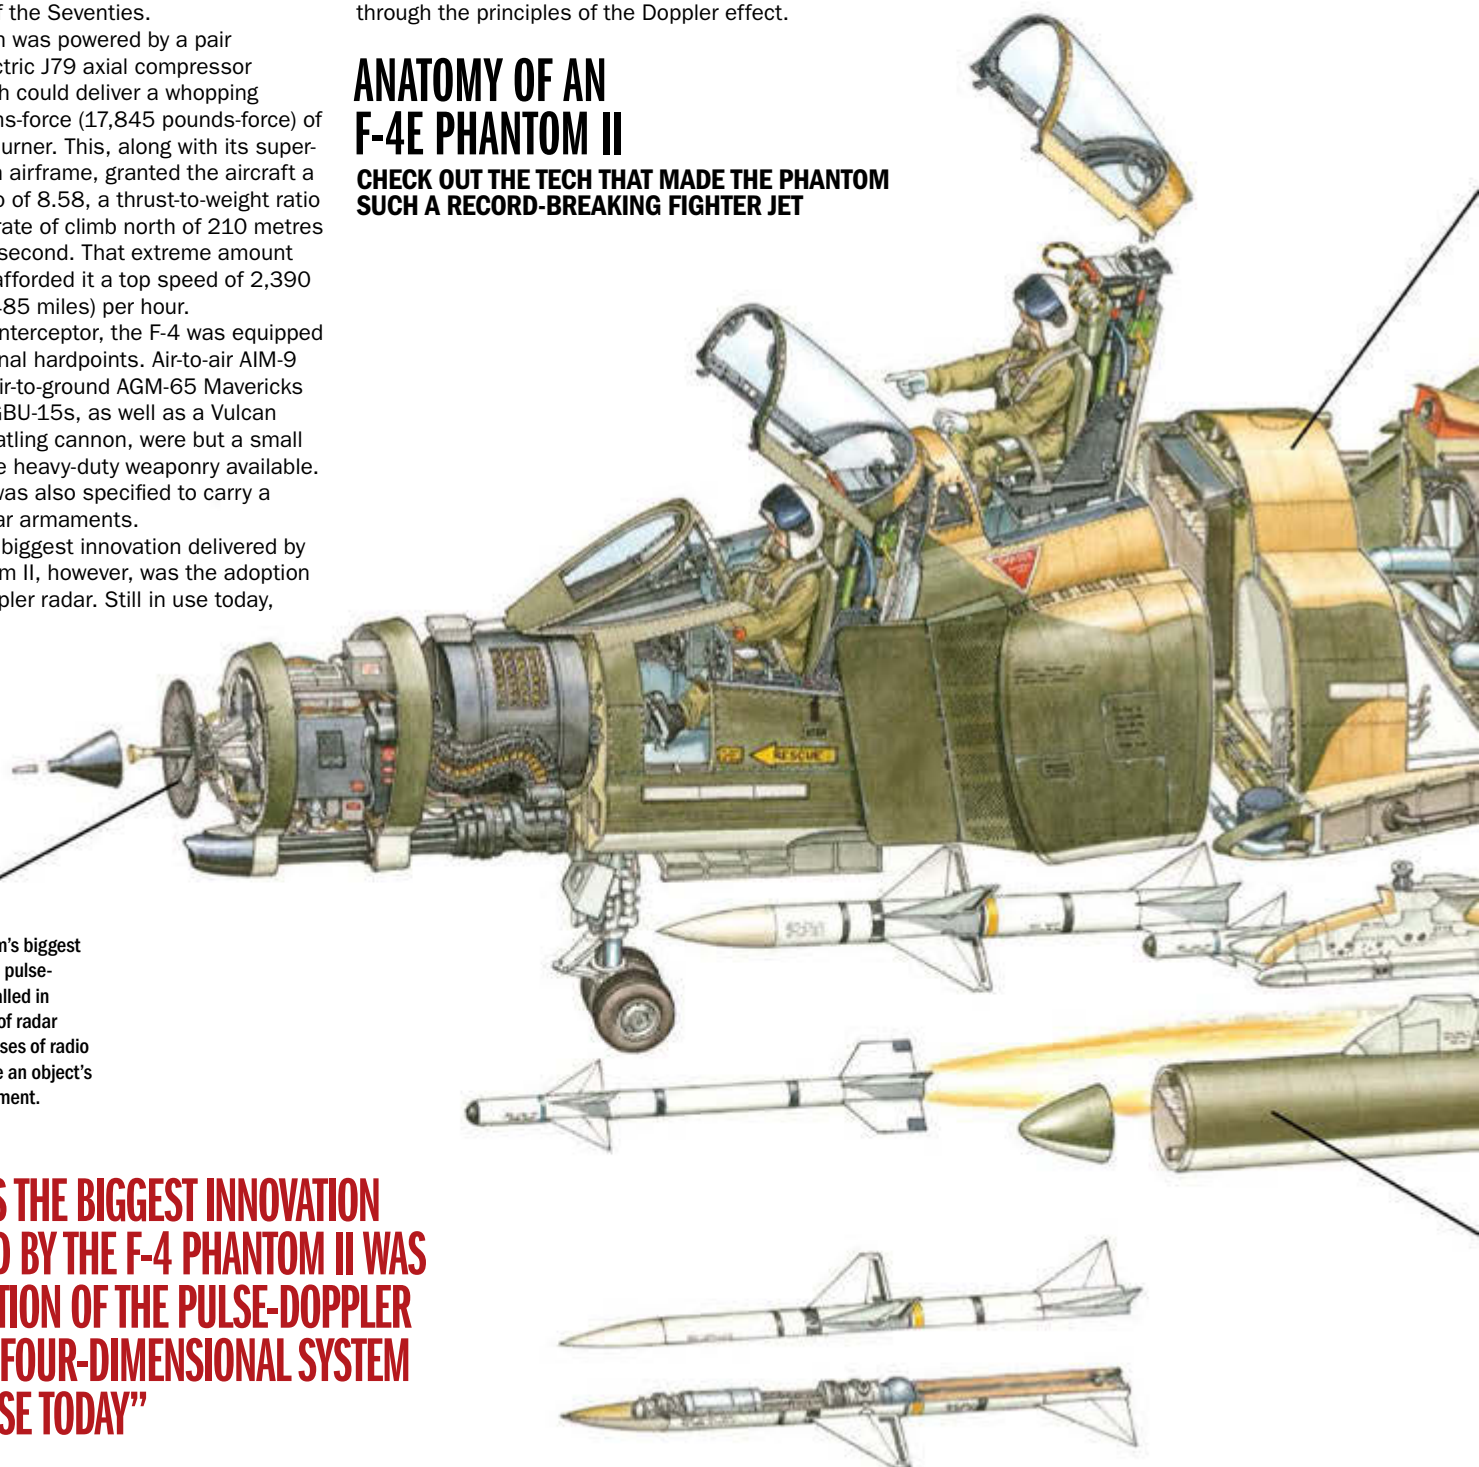 f the Seventies.
n was powered by a pair
ctric J79 axial compressor
h could deliver a whopping
ns-force (17,845 pounds-force) of
urner. This, along with its super-
n airframe, granted the aircraft a
o of 8.58, a thrust-to-weight ratio
rate of climb north of 210 metres
second. That extreme amount
afforded it a top speed of 2,390
485 miles) per hour.
nterceptor, the F-4 was equipped
nal hardpoints. Air-to-air AIM-9
ir-to-ground AGM-65 Mavericks
GBU-15s, as well as a Vulcan
atling cannon, were but a small
e heavy-duty weaponry available.
was also specified to carry a
ar armaments.
biggest innovation delivered by
m II, however, was the adoption
pler radar. Still in use today,
through the principles of the Doppler effect.
ANATOMY OF AN
F-4E PHANTOM II
CHECK OUT THE TECH THAT MADE THE PHANTOM
SUCH A RECORD-BREAKING FIGHTER JET
RESCUE
m's biggest
pulse-
alled in
of radar
ses of radio
e an object's
ment.
S THE BIGGEST INNOVATION
D BY THE F-4 PHANTOM II WAS
TION OF THE PULSE-DOPPLER
FOUR-DIMENSIONAL SYSTEM
SE TODAY”